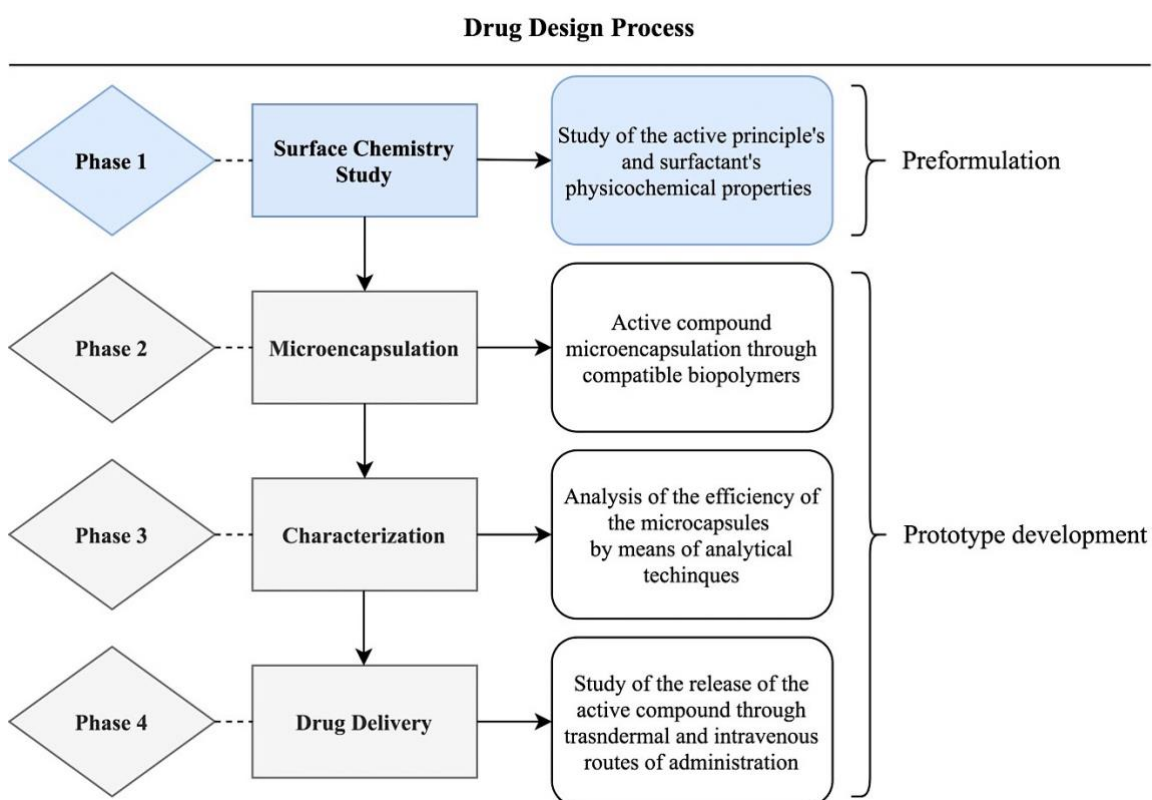 Drug Design Process
Phase 1
Surface Chemistry
Study
Study of the active principle's
and surfactant's
physicochemical properties
Preformulation
Phase 2
Microencapsulation
Active compound
microencapsulation through
compatible biopolymers
Phase 3
Characterization
Analysis of the efficiency of
the microcapsules
by means of analytical
techinques
Prototype development
Phase 4
Drug Delivery
Study of the release of the
active compound through
trasndermal and intravenous
routes of administration